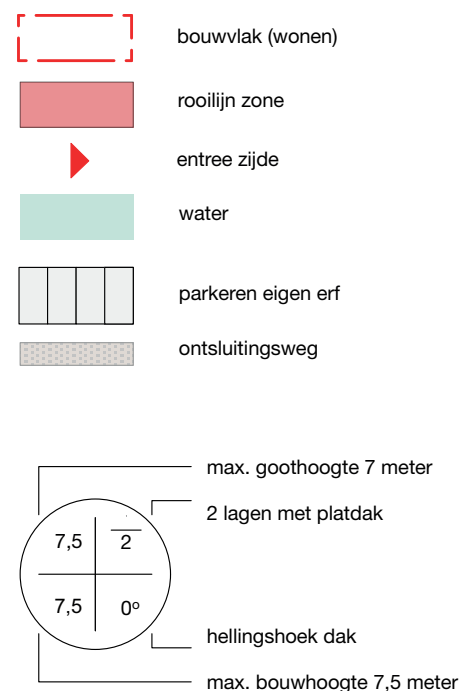 bouwvlak (wonen)
rooilijn zone
entree zijde
water
parkeren eigen erf
ontsluitingsweg
max. goothoogte 7 meter
2 lagen met platdak
7,5 2
7,5 0º
hellingshoek dak
max. bouwhoogte 7,5 meter